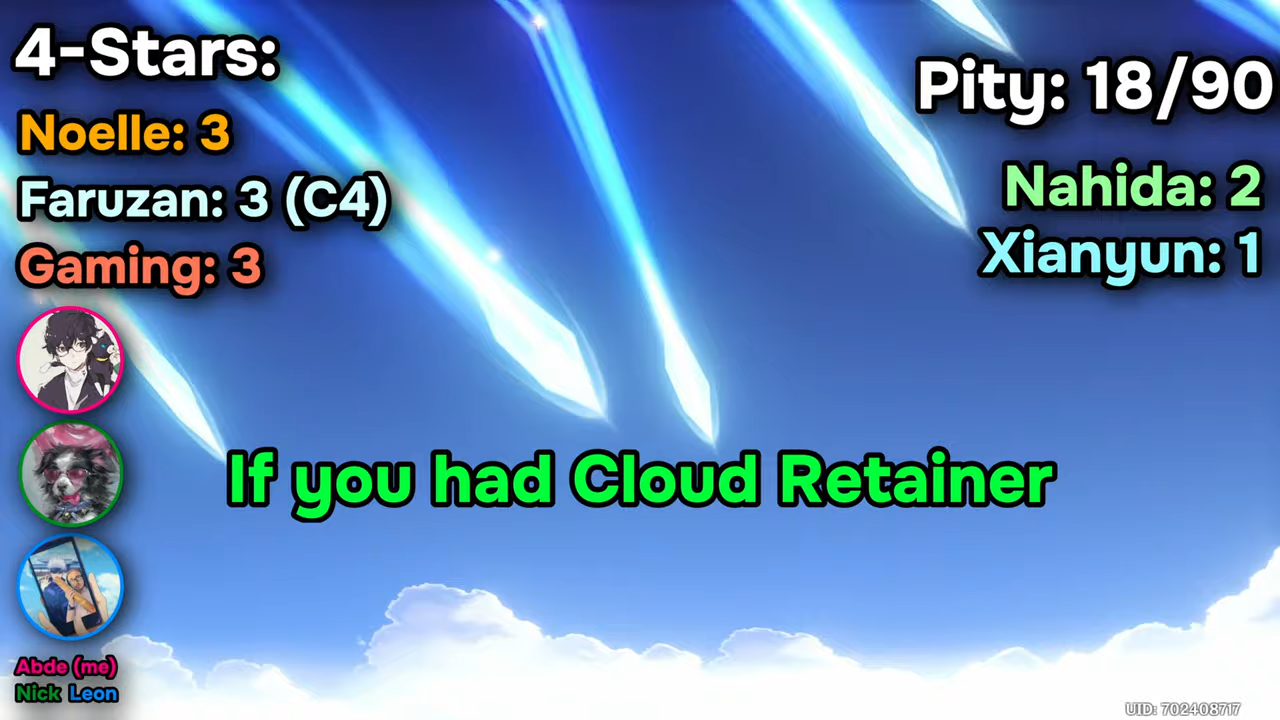 4-Stars:
Noelle: 3
Faruzan: 3 (C4)
Gaming: 3
Pity: 18/90
Nahida: 2
Xianyun: 1
If you had Cloud Retainer
Abde (me)
Nick Leon
UID: 702408717